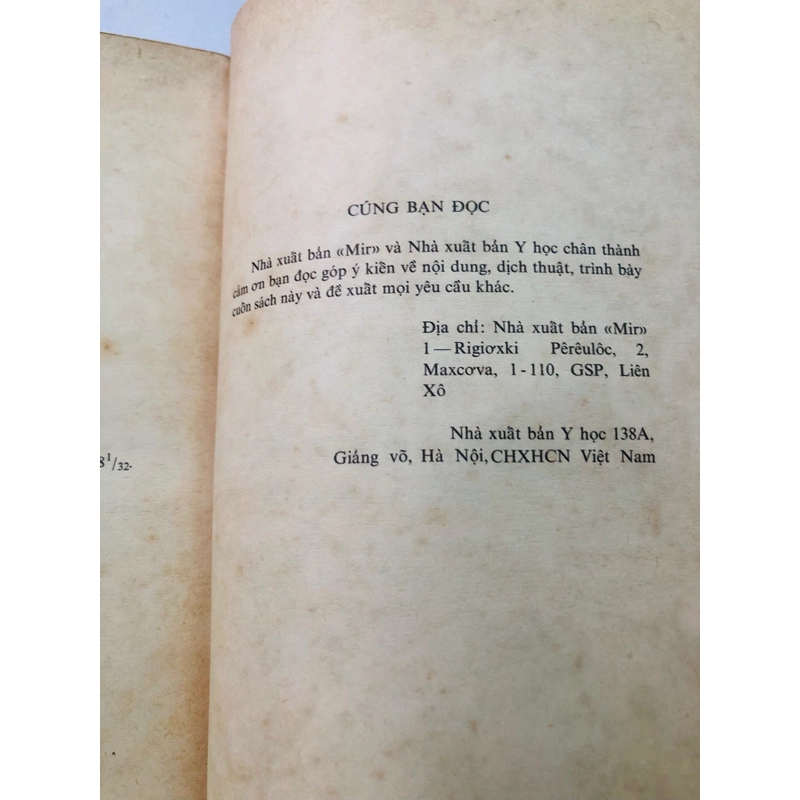 8¹/₃₂.
CÙNG BẠN ĐỌC
Nhà xuất bản «Mir» và Nhà xuất bản Y học chân thành
cảm ơn bạn đọc góp ý kiến về nội dung, dịch thuật, trình bày
cuốn sách này và đề xuất mọi yêu cầu khác.
Địa chỉ: Nhà xuất bản «Mir»
1—Rigiơxki Pêrêulôc, 2,
Maxcơva, 1-110, GSP, Liên
Xô
Nhà xuất bản Y học 138A,
Giảng võ, Hà Nội, CHXHCN Việt Nam